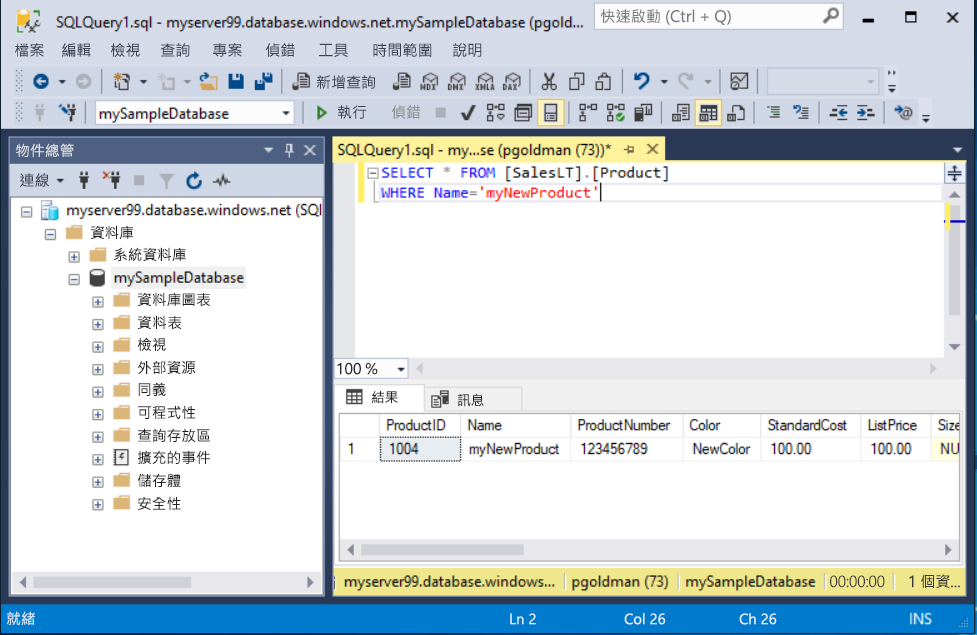 SQLQuery1.sql - myserver99.database.windows.net.mySampleDatabase (pgold...
快速啟動 (Ctrl + Q)
檔案 編輯 檢視 查詢 專案 偵錯 工具 時間範圍 說明
新增查詢 MDX DMX XMLA DAX
mySampleDatabase 執行 偵錯
物件總管
連線
myserver99.database.windows.net (SQl
資料庫
系統資料庫
mySampleDatabase
資料庫圖表
資料表
檢視
外部資源
同義
可程式性
查詢存放區
擴充的事件
儲存體
安全性
SQLQuery1.sql - my...se (pgoldman (73))*
SELECT * FROM [SalesLT].[Product]
WHERE Name='myNewProduct'
100 %
結果 訊息
ProductID Name ProductNumber Color StandardCost ListPrice Size
1 1004 myNewProduct 123456789 NewColor 100.00 100.00 NU
myserver99.database.windows... pgoldman (73) mySampleDatabase 00:00:00 1 個資...
就緒 Ln 2 Col 26 Ch 26 INS